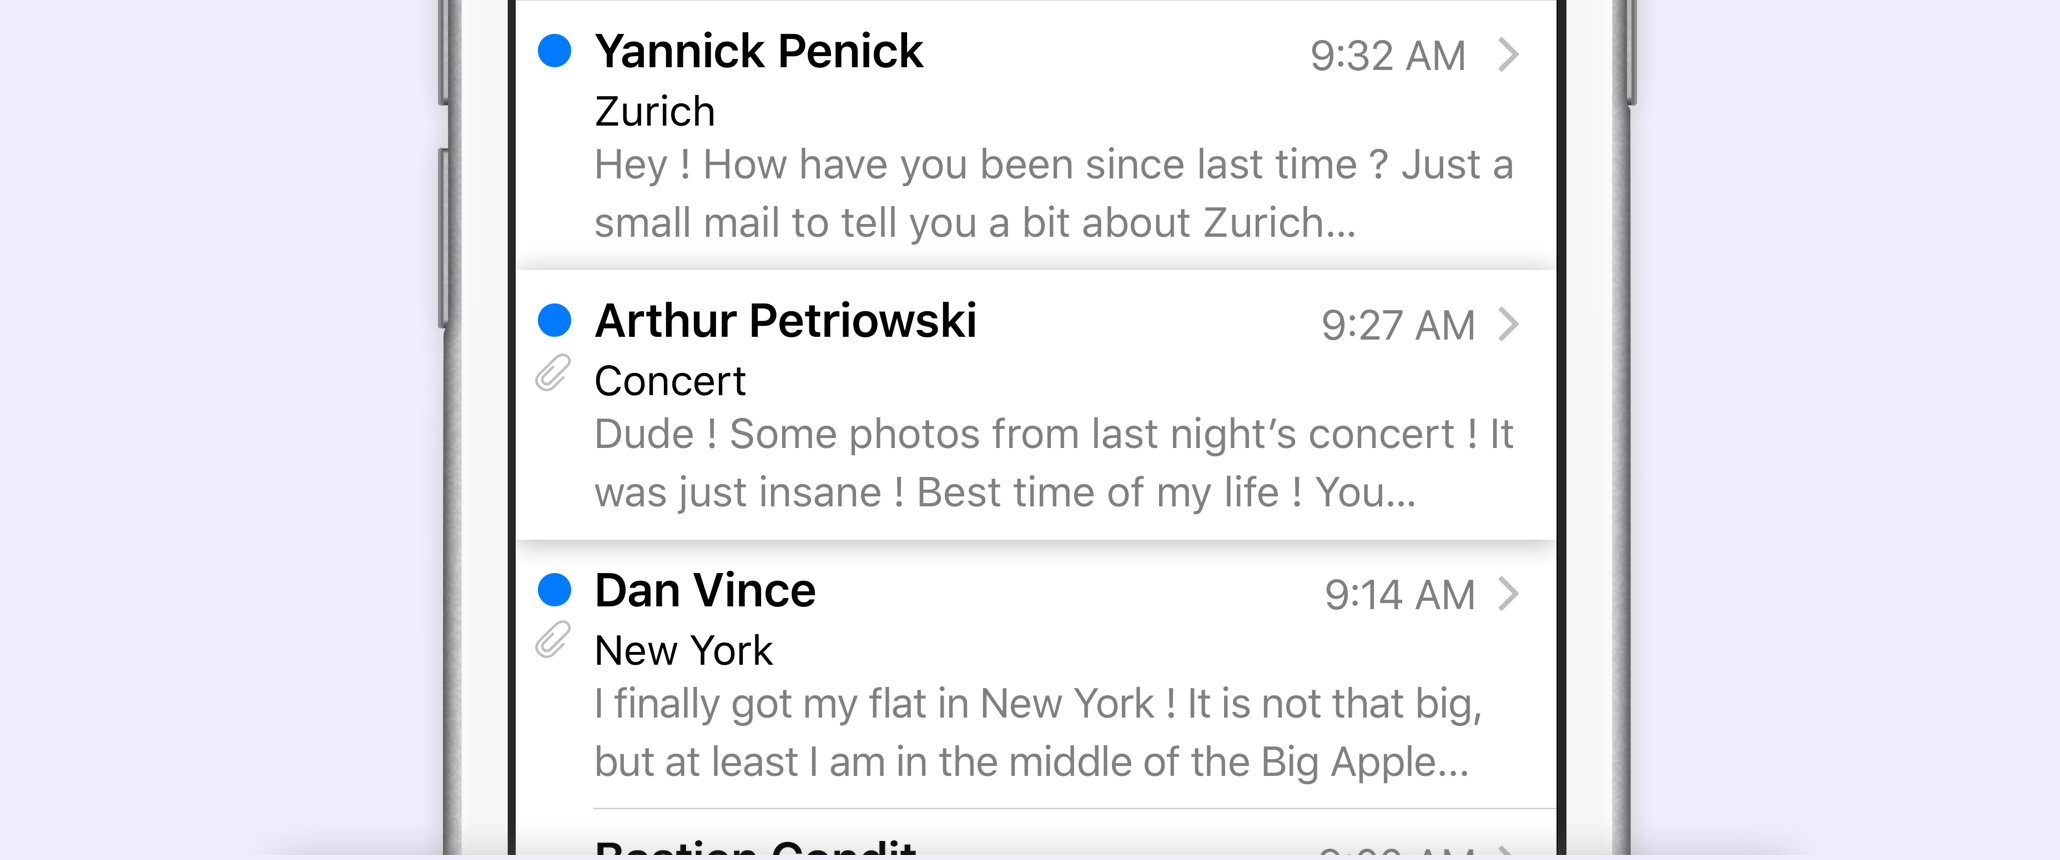 Yannick Penick 9:32 AM
Zurich
Hey ! How have you been since last time ? Just a
small mail to tell you a bit about Zurich...
Arthur Petriowski 9:27 AM
Concert
Dude ! Some photos from last night’s concert ! It
was just insane ! Best time of my life ! You...
Dan Vince 9:14 AM
New York
I finally got my flat in New York ! It is not that big,
but at least I am in the middle of the Big Apple...
Bastien Condit